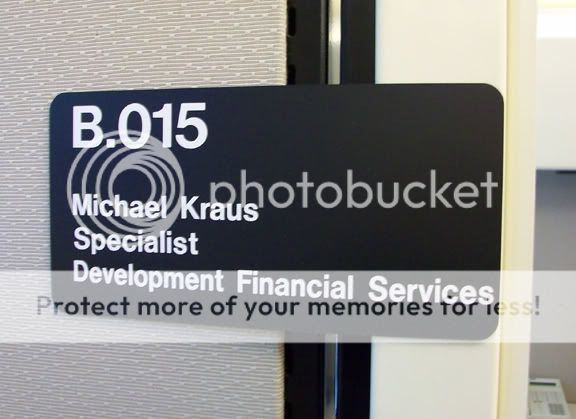 B.015
photobucket
Michael Kraus
Specialist
Development Financial Services
Protect more of your memories for less!